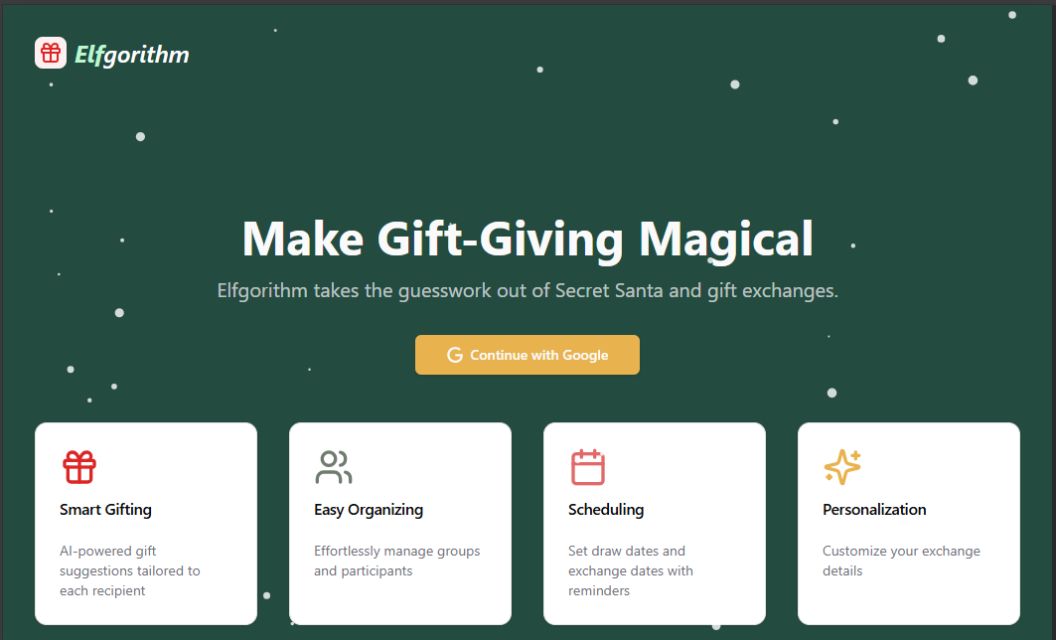 Elfgorithm
Make Gift-Giving Magical
Elfgorithm takes the guesswork out of Secret Santa and gift exchanges.
Continue with Google
Smart Gifting
AI-powered gift
suggestions tailored to
each recipient
Easy Organizing
Effortlessly manage groups
and participants
Scheduling
Set draw dates and
exchange dates with
reminders
Personalization
Customize your exchange
details